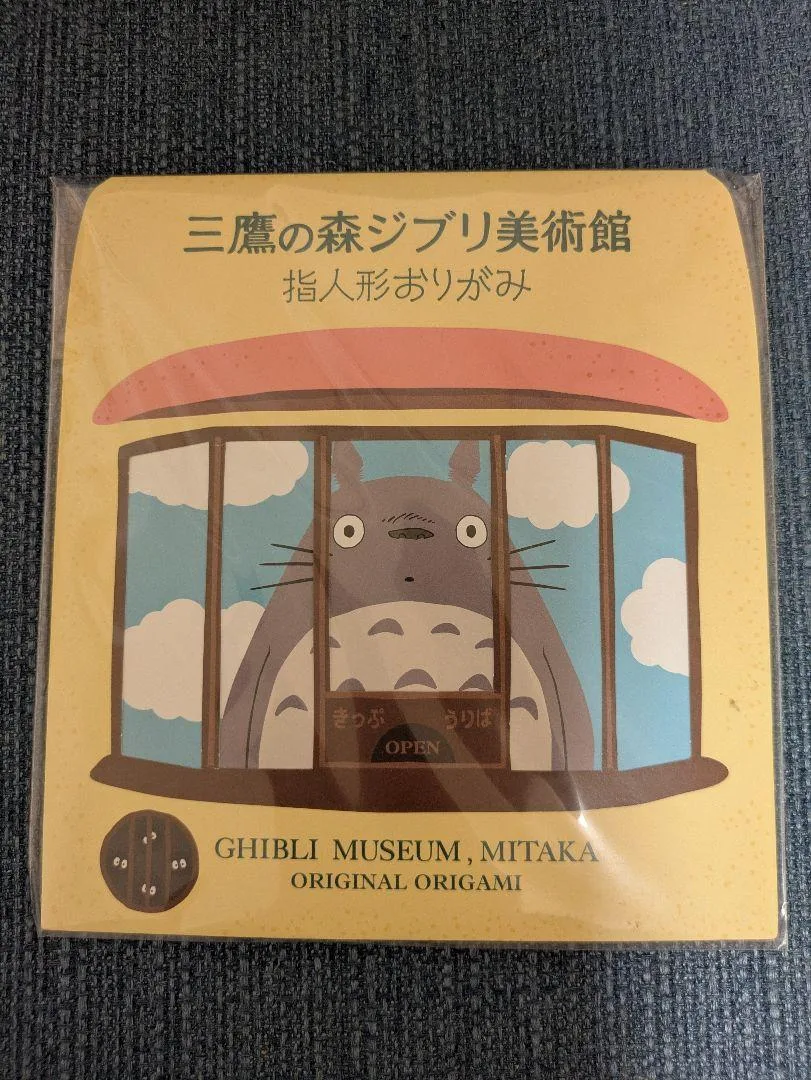 三鷹の森ジブリ美術館
指人形おりがみ
きっぷ うりば
OPEN
GHIBLI MUSEUM, MITAKA
ORIGINAL ORIGAMI